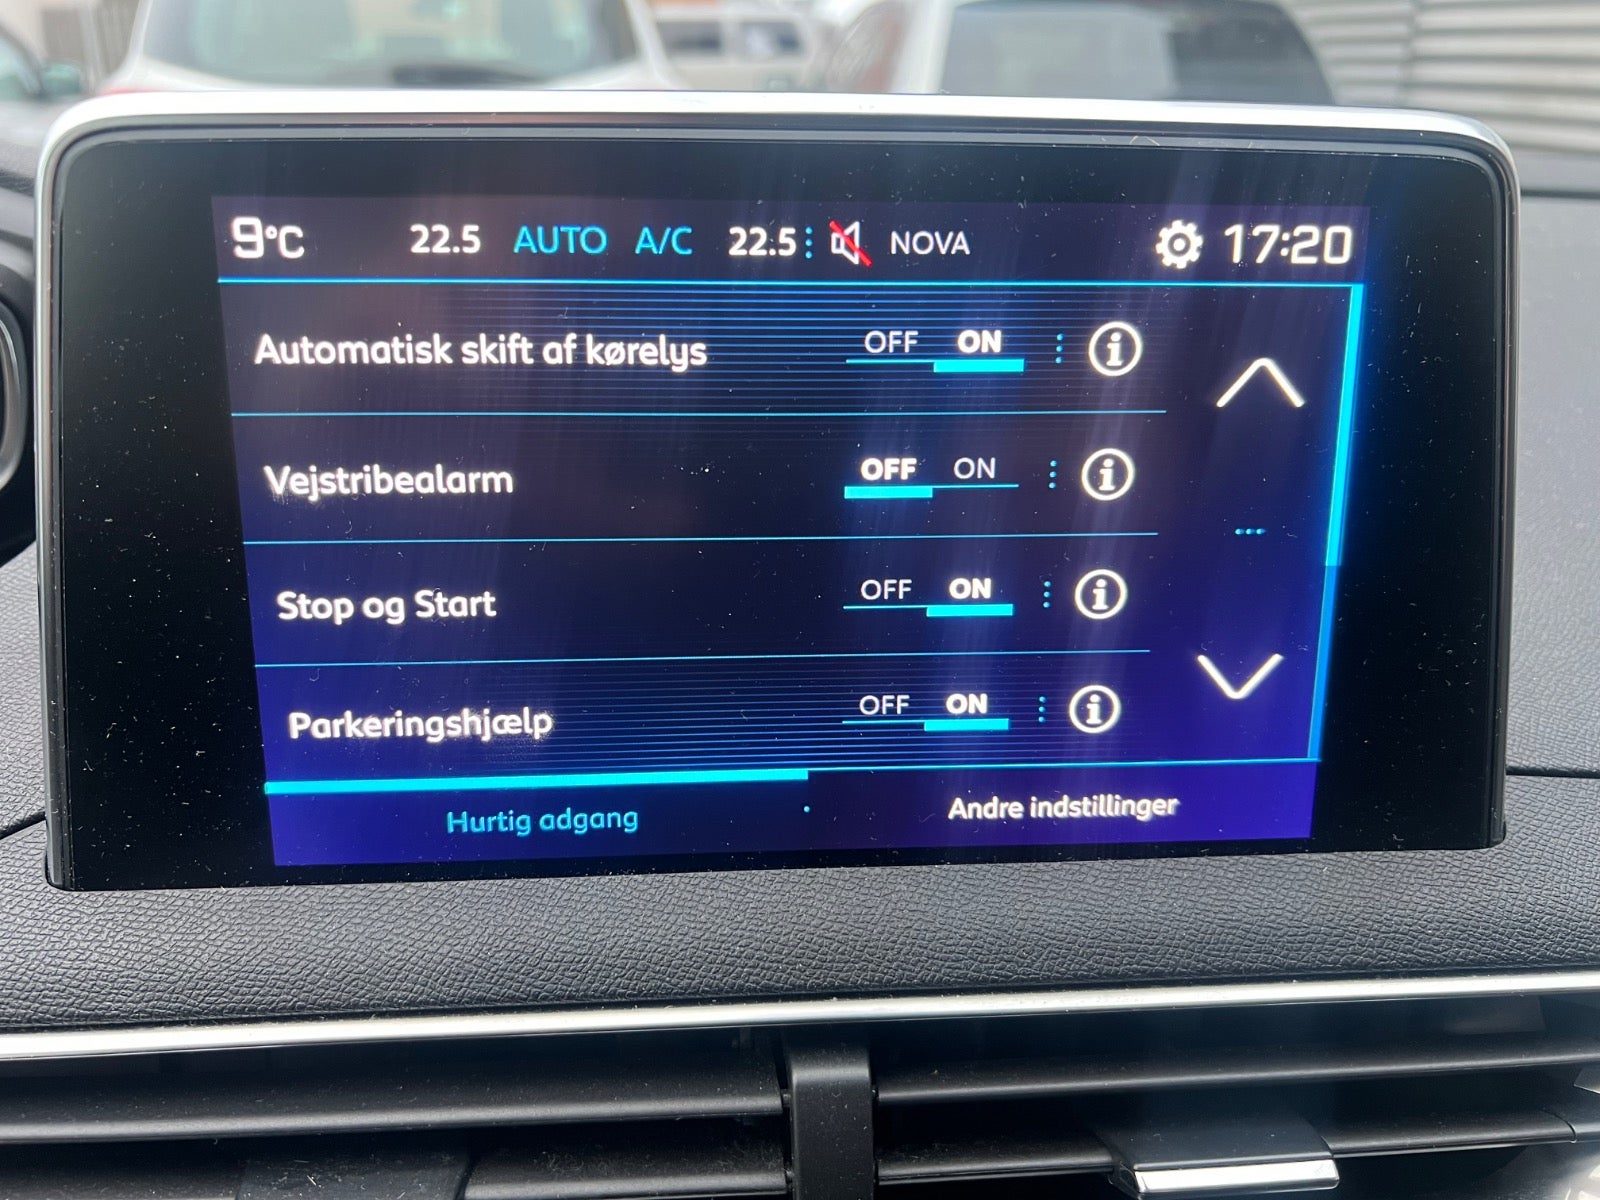 9°C 22.5 AUTO A/C 22.5 NOVA 17:20
Automatisk skift af kørelys OFF ON
Vejstribealarm OFF ON
Stop og Start OFF ON
Parkeringshjælp OFF ON
Hurtig adgang Andre indstillinger